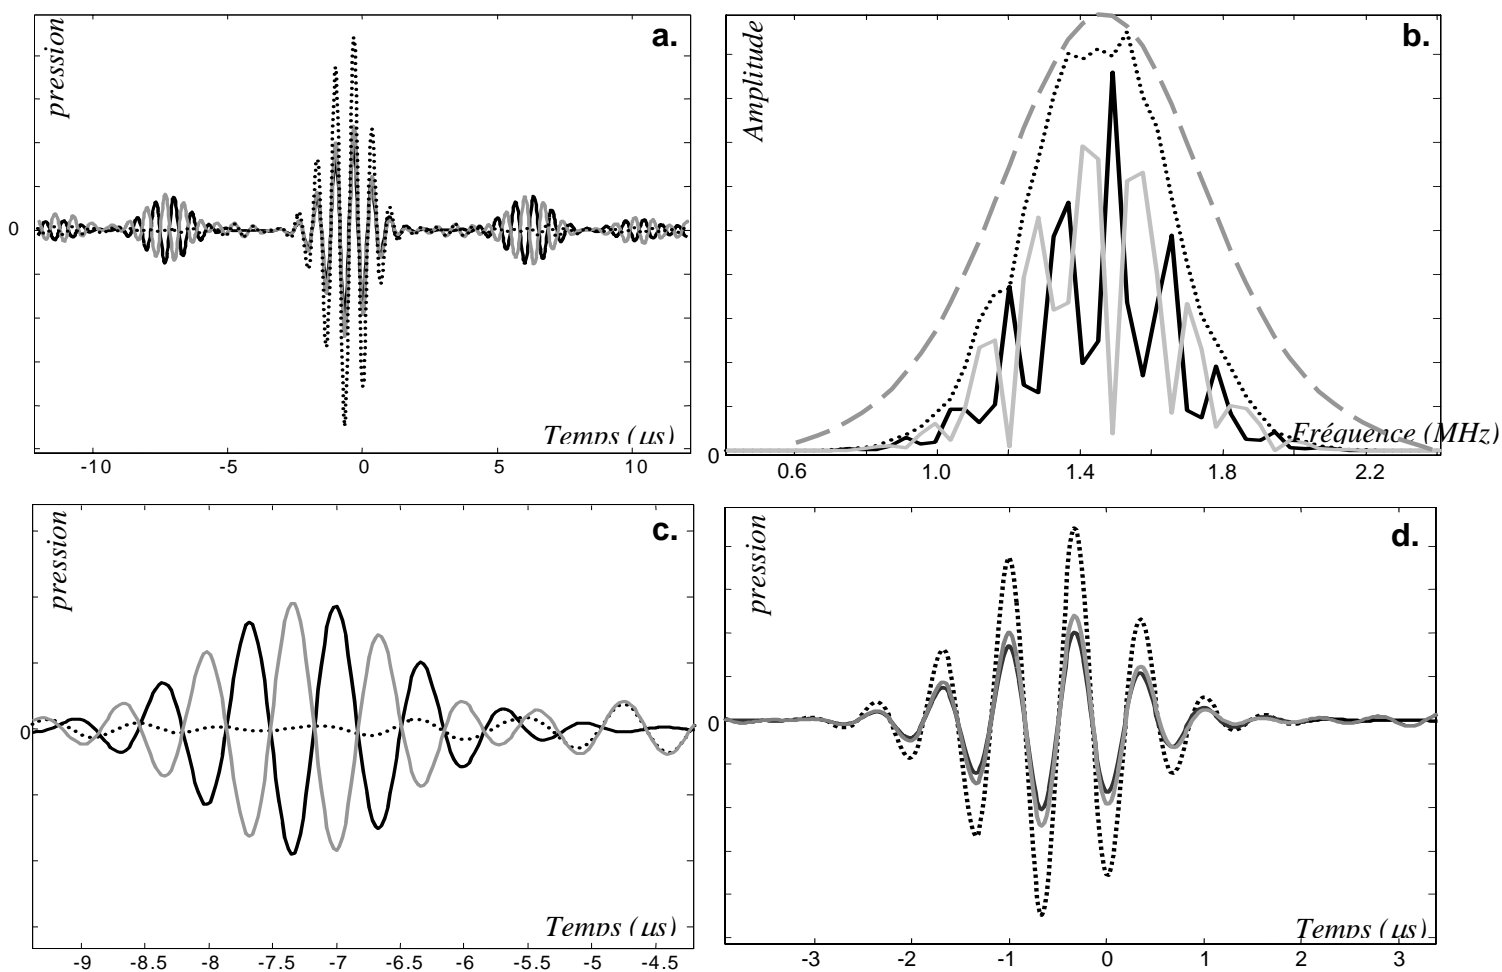 pression
a.
0
Temps (µs)
-10 -5 0 5 10
Amplitude
b.
0
Fréquence (MHz)
0.6 1.0 1.4 1.8 2.2
pression
c.
0
Temps (µs)
-9 -8.5 -8 -7.5 -7 -6.5 -6 -5.5 -5 -4.5
pression
d.
0
Temps (µs)
-3 -2 -1 0 1 2 3